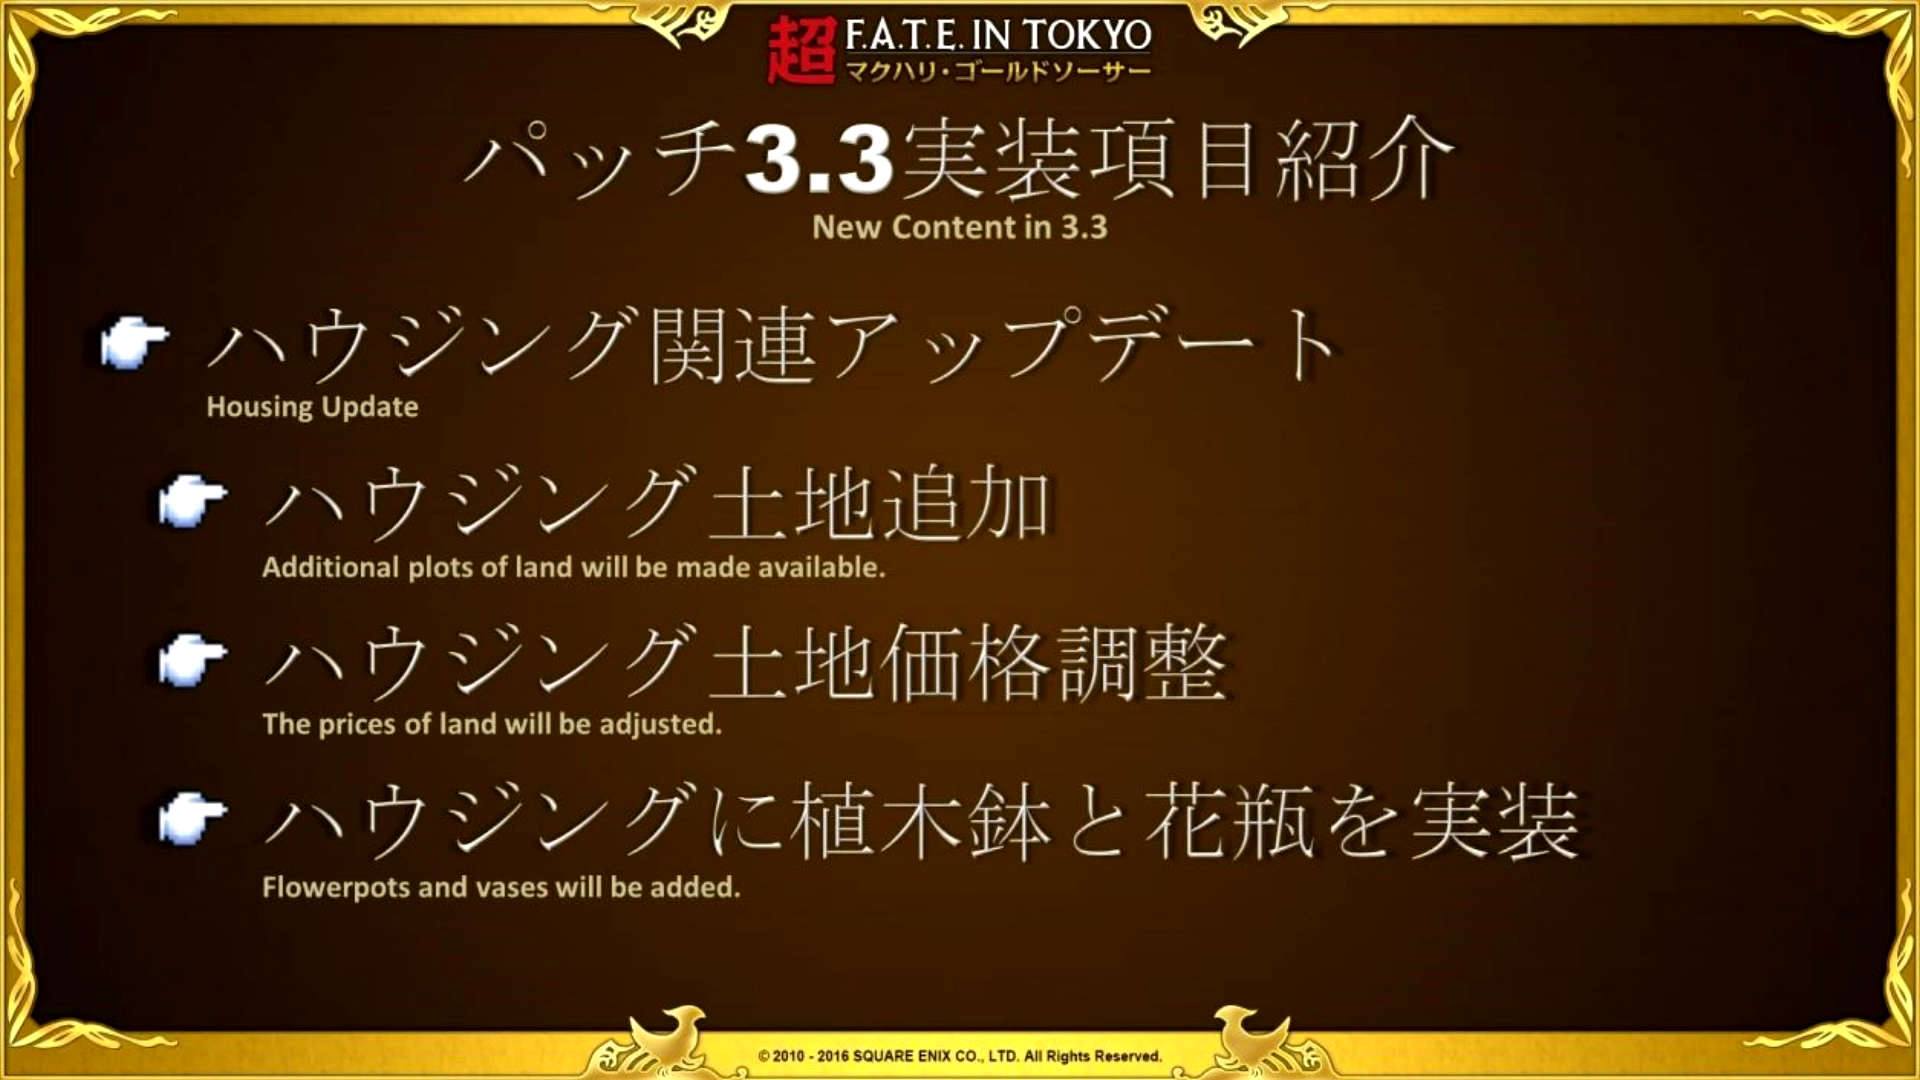 超 F.A.T.E. IN TOKYO
マクハリ・ゴールドソーサー
パッチ3.3実装項目紹介
New Content in 3.3
ハウジング関連アップデート
Housing Update
ハウジング土地追加
Additional plots of land will be made available.
ハウジング土地価格調整
The prices of land will be adjusted.
ハウジングに植木鉢と花瓶を実装
Flowerpots and vases will be added.
© 2010 - 2016 SQUARE ENIX CO., LTD. All Rights Reserved.